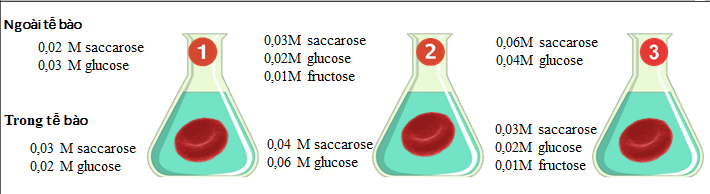 Ngoài tế bào
0,02 M saccarose
0,03 M glucose
1
0,03M saccarose
0,02M glucose
0,01M fructose
2
0,06M saccarose
0,04M glucose
3
Trong tế bào
0,03 M saccarose
0,02 M glucose
0,04 M saccarose
0,06 M glucose
0,03M saccarose
0,02M glucose
0,01M fructose